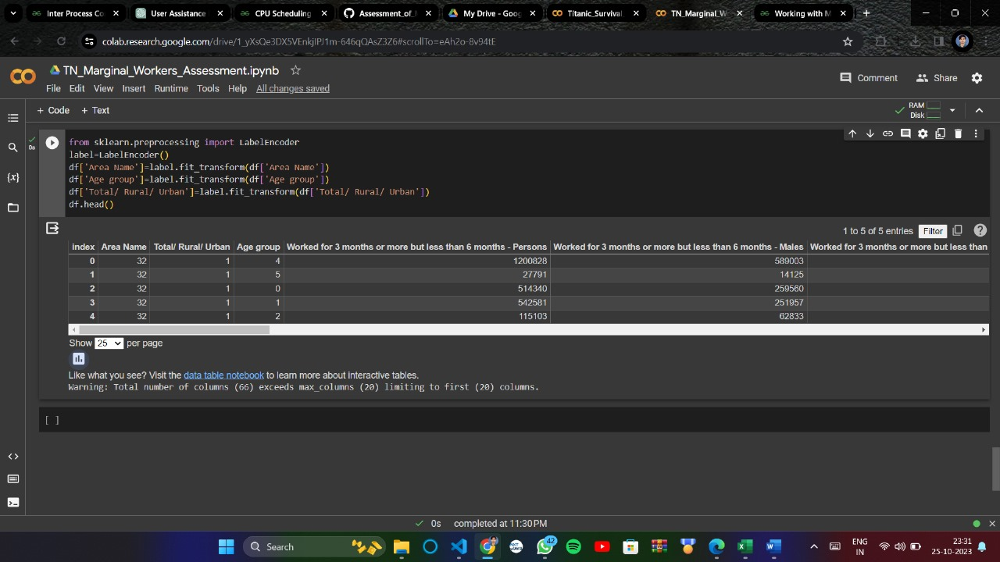 Inter Process Co
User Assistance
CPU Scheduling
Assessment_of_
My Drive - Goog
Titanic_Survival
TN_Marginal_W
Working with M
colab.research.google.com/drive/1_yXsQe3DX5VEnkjlPJ1m-646qQAsZ3Z6#scrollTo=eAh2o-8v94tE
TN_Marginal_Workers_Assessment.ipynb
Comment
Share
File Edit View Insert Runtime Tools Help All changes saved
+ Code + Text
RAM
Disk
0s
from sklearn.preprocessing import LabelEncoder
label=LabelEncoder()
df['Area Name']=label.fit_transform(df['Area Name'])
df['Age group']=label.fit_transform(df['Age group'])
df['Total/ Rural/ Urban']=label.fit_transform(df['Total/ Rural/ Urban'])
df.head()
1 to 5 of 5 entries Filter
index Area Name Total/ Rural/ Urban Age group Worked for 3 months or more but less than 6 months - Persons Worked for 3 months or more but less than 6 months - Males Worked for 3 months or more but less than
0 32 1 4 1200828 589003
1 32 1 5 27791 14125
2 32 1 0 514340 259560
3 32 1 1 542581 251957
4 32 1 2 115103 62833
Show 25 per page
Like what you see? Visit the data table notebook to learn more about interactive tables.
Warning: Total number of columns (66) exceeds max_columns (20) limiting to first (20) columns.
[ ]
0s completed at 11:30 PM
Search
42
ENG
IN
23:31
25-10-2023